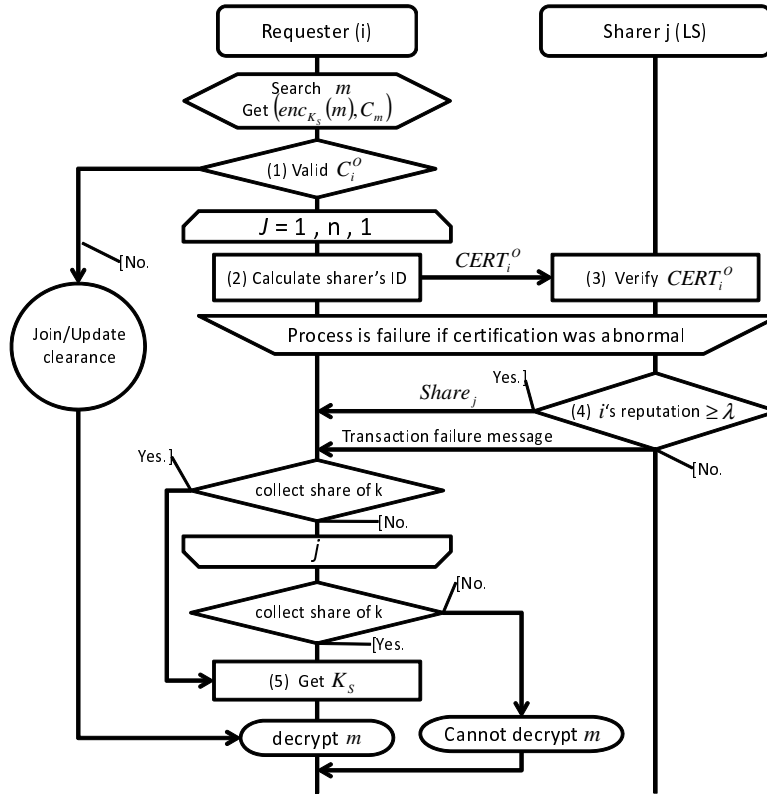 Requester (i)
Sharer j (LS)
Search m
Get (enc_{K_S}(m), C_m)
(1) Valid C_i^O
J = 1 , n , 1
[No.
(2) Calculate sharer's ID
CERT_i^O
(3) Verify CERT_i^O
Join/Update
clearance
Process is failure if certification was abnormal
Yes.]
Share_j
(4) i's reputation ≥ λ
Transaction failure message
[No.
Yes.]
collect share of k
[No.
j
[No.
collect share of k
[Yes.
(5) Get K_S
decrypt m
Cannot decrypt m